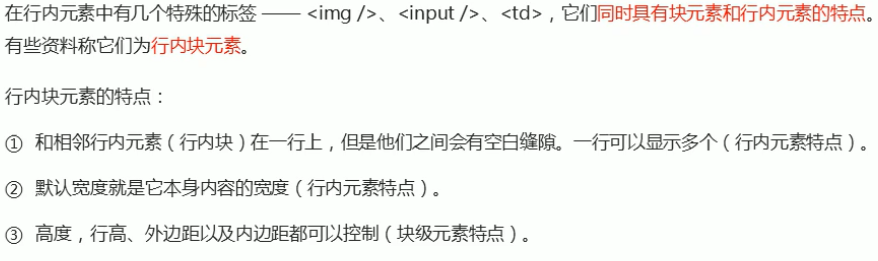 在行内元素中有几个特殊的标签 —— <img />、<input />、<td>，它们同时具有块元素和行内元素的特点。
有些资料称它们为行内块元素。
行内块元素的特点：
① 和相邻行内元素（行内块）在一行上，但是他们之间会有空白缝隙。一行可以显示多个（行内元素特点）。
② 默认宽度就是它本身内容的宽度（行内元素特点）。
③ 高度，行高、外边距以及内边距都可以控制（块级元素特点）。